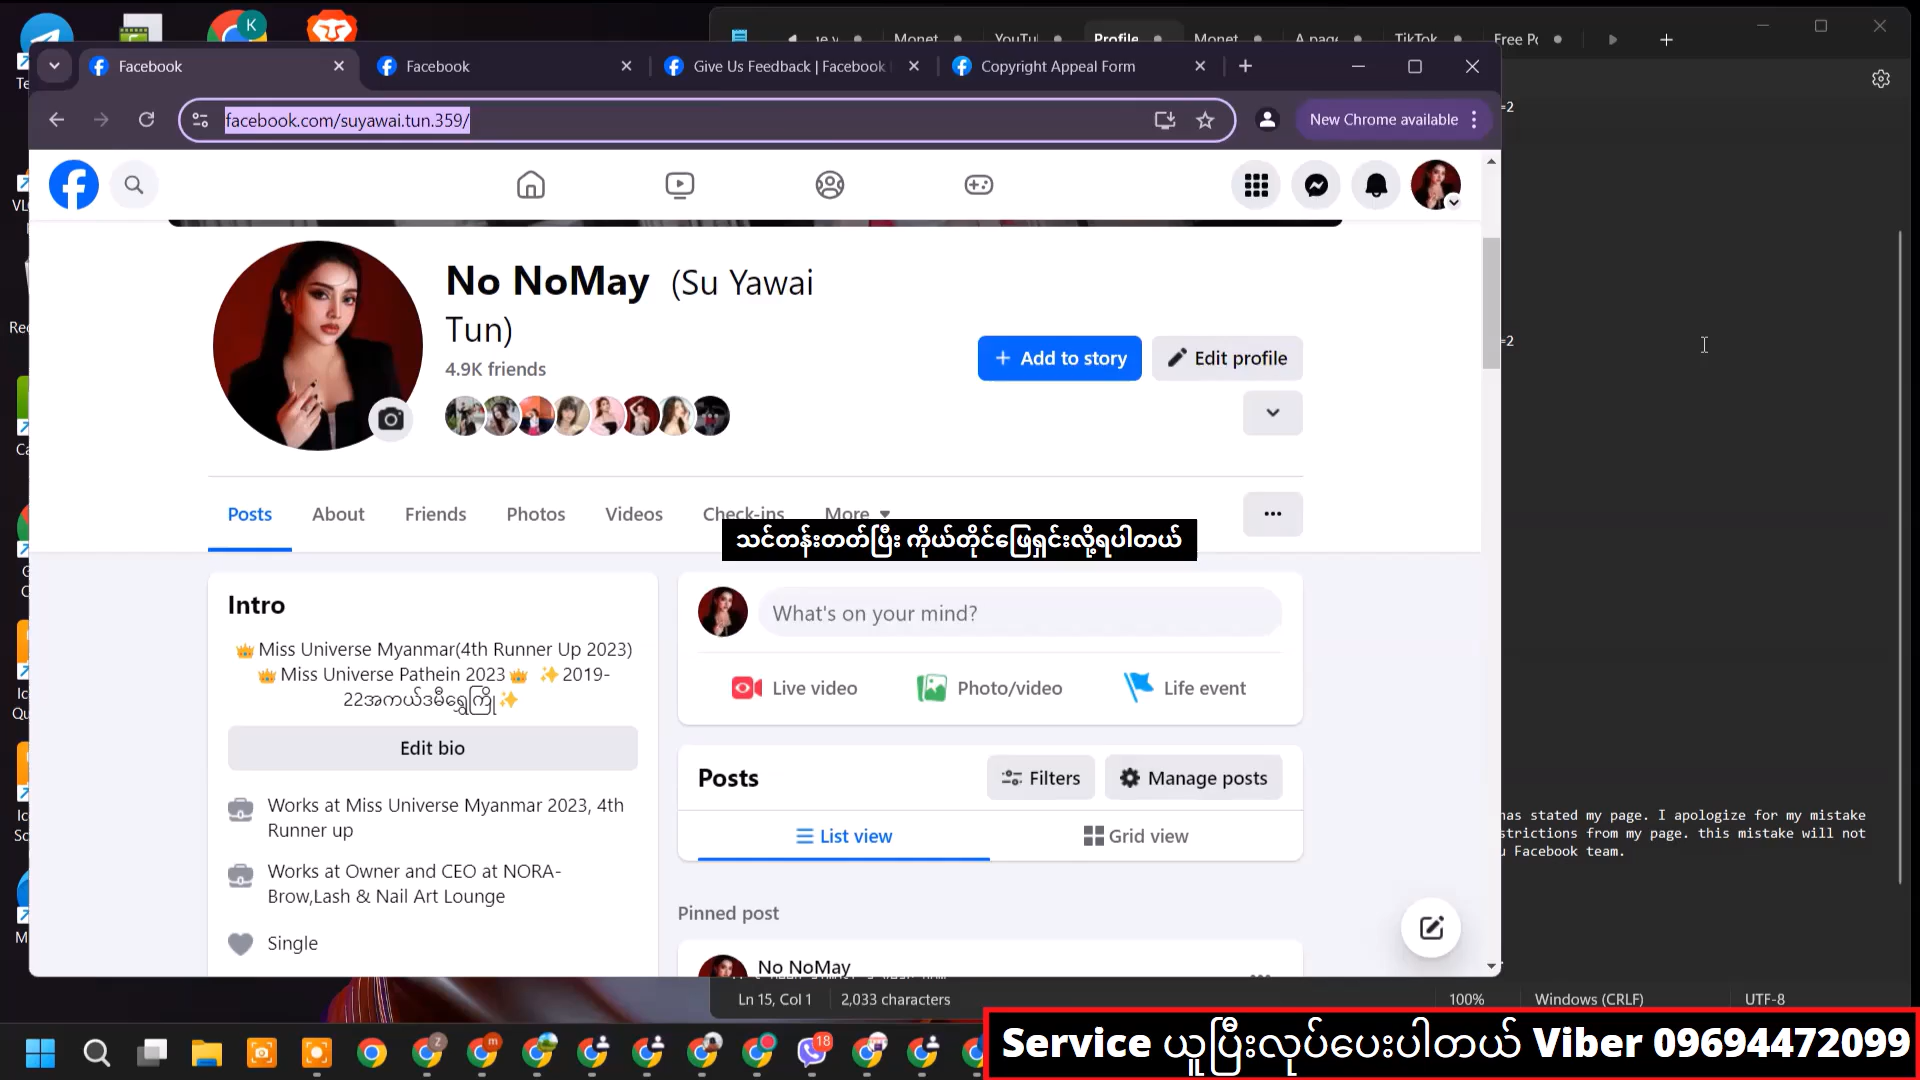 K
Monet
YouTu
Profile
Monet
A page
TikTok
Free Po
Facebook
Facebook
Give Us Feedback | Facebook
Copyright Appeal Form
=2
facebook.com/suyawai.tun.359/
New Chrome available
No NoMay (Su Yawai
Tun)
4.9K friends
=2
Add to story
Edit profile
Posts
About
Friends
Photos
Videos
Check-ins
More
သင်တန်းတတ်ပြီး ကိုယ်တိုင်ဖြေရှင်းလို့ရပါတယ်
Intro
👑Miss Universe Myanmar(4th Runner Up 2023)
👑Miss Universe Pathein 2023👑 ✨2019-
22အကယ်ဒမီရွှေကြို✨
Edit bio
Works at Miss Universe Myanmar 2023, 4th
Runner up
Works at Owner and CEO at NORA-
Brow,Lash & Nail Art Lounge
Single
What's on your mind?
Live video
Photo/video
Life event
Posts
Filters
Manage posts
List view
Grid view
Pinned post
No NoMay
has stated my page. I apologize for my mistake
strictions from my page. this mistake will not
u Facebook team.
Ln 15, Col 1
2,033 characters
100%
Windows (CRLF)
UTF-8
18
Service ယူပြီးလုပ်ပေးပါတယ် Viber 09694472099